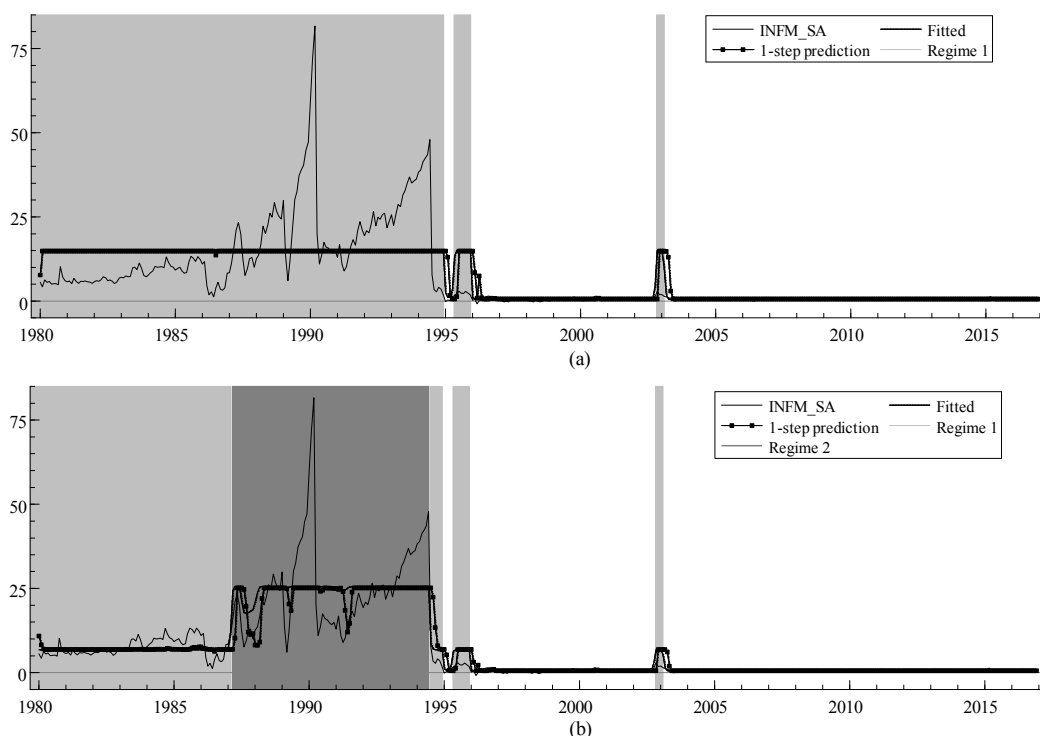 75
50
25
0
INFM_SA Fitted
1-step prediction Regime 1
1980 1985 1990 1995 2000 2005 2010 2015
(a)
75
50
25
0
INFM_SA Fitted
1-step prediction Regime 1
Regime 2
1980 1985 1990 1995 2000 2005 2010 2015
(b)